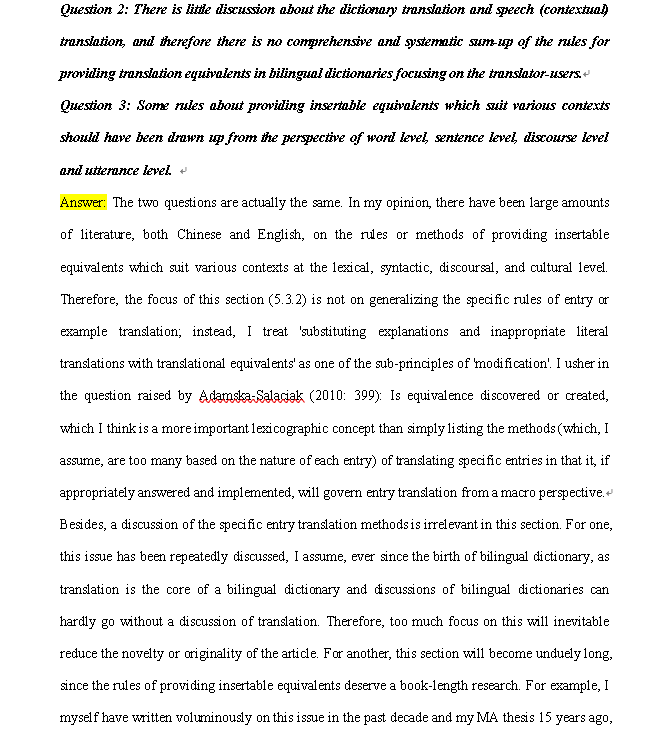 Question 2: There is little discussion about the dictionary translation and speech (contextual)
translation, and therefore there is no comprehensive and systematic sum-up of the rules for
providing translation equivalents in bilingual dictionaries focusing on the translator-users.
Question 3: Some rules about providing insertable equivalents which suit various contexts
should have been drawn up from the perspective of word level, sentence level, discourse level
and utterance level.
Answer: The two questions are actually the same. In my opinion, there have been large amounts
of literature, both Chinese and English, on the rules or methods of providing insertable
equivalents which suit various contexts at the lexical, syntactic, discoursal, and cultural level.
Therefore, the focus of this section (5.3.2) is not on generalizing the specific rules of entry or
example translation; instead, I treat 'substituting explanations and inappropriate literal
translations with translational equivalents' as one of the sub-principles of 'modification'. I usher in
the question raised by Adamska-Salaciak (2010: 399): Is equivalence discovered or created,
which I think is a more important lexicographic concept than simply listing the methods (which, I
assume, are too many based on the nature of each entry) of translating specific entries in that it, if
appropriately answered and implemented, will govern entry translation from a macro perspective.
Besides, a discussion of the specific entry translation methods is irrelevant in this section. For one,
this issue has been repeatedly discussed, I assume, ever since the birth of bilingual dictionary, as
translation is the core of a bilingual dictionary and discussions of bilingual dictionaries can
hardly go without a discussion of translation. Therefore, too much focus on this will inevitable
reduce the novelty or originality of the article. For another, this section will become unduely long,
since the rules of providing insertable equivalents deserve a book-length research. For example, I
myself have written voluminously on this issue in the past decade and my MA thesis 15 years ago,